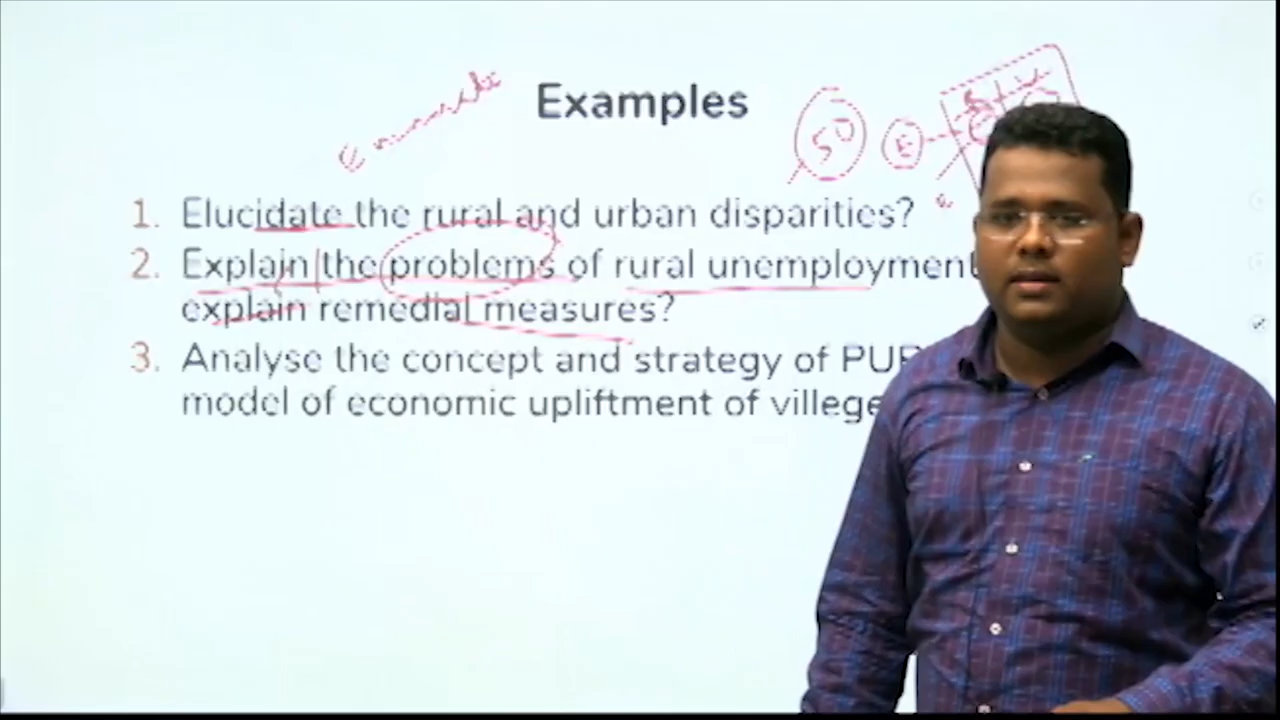 Examples
50 E
1. Elucidate the rural and urban disparities?
2. Explain the problems of rural unemployment
explain remedial measures?
3. Analyse the concept and strategy of
model of economic upliftment of villege